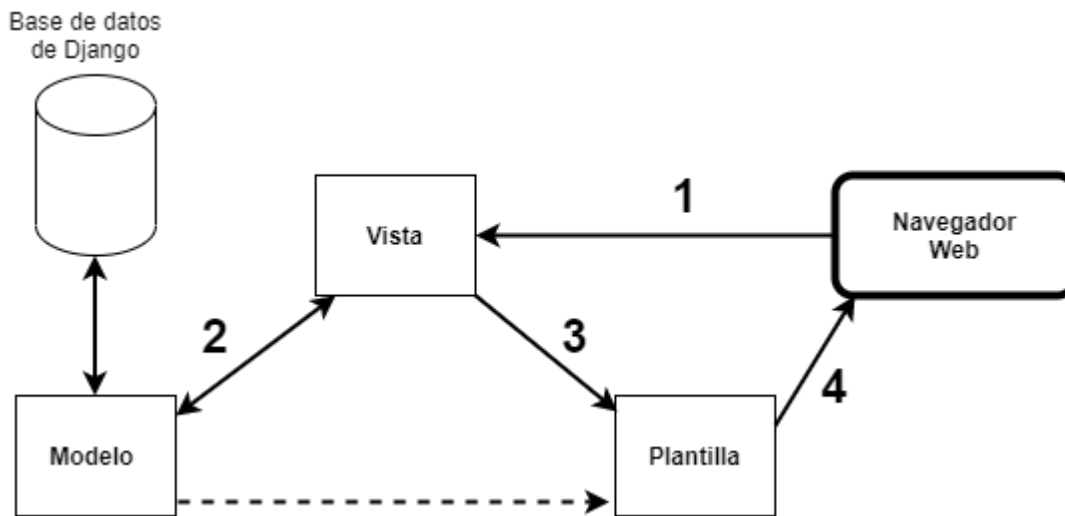 Base de datos
de Django
1
Vista
Navegador
Web
2
3
4
Modelo
Plantilla